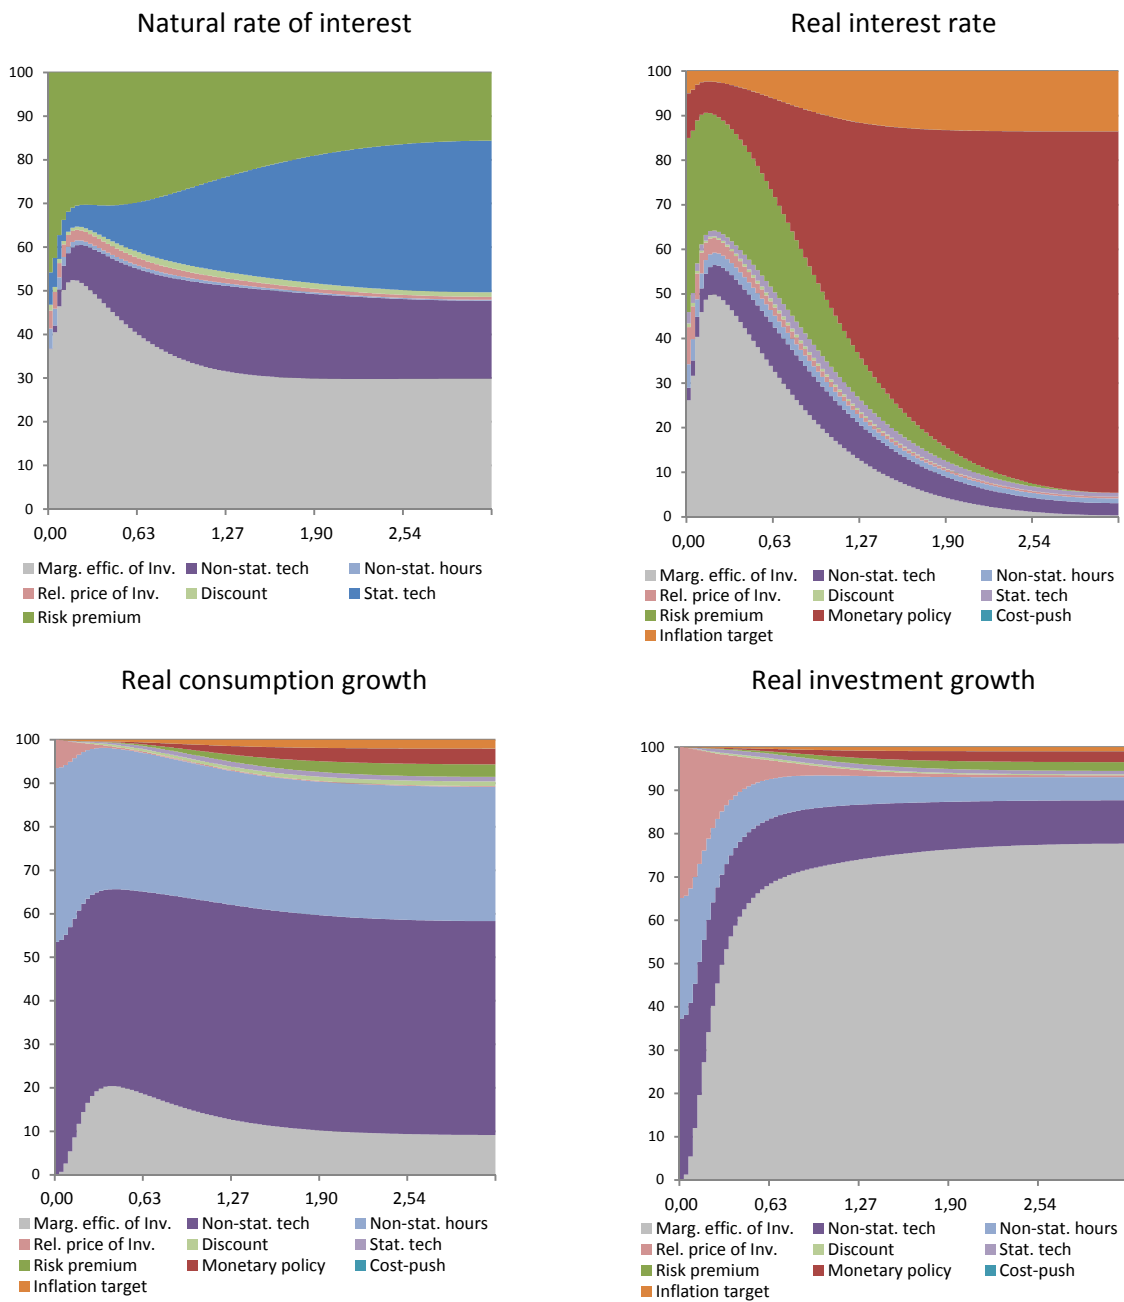 Natural rate of interest
100
90
80
70
60
50
40
30
20
10
0
0,00 0,63 1,27 1,90 2,54
Marg. effic. of Inv. Non-stat. tech Non-stat. hours
Rel. price of Inv. Discount Stat. tech
Risk premium
Real interest rate
100
90
80
70
60
50
40
30
20
10
0
0,00 0,63 1,27 1,90 2,54
Marg. effic. of Inv. Non-stat. tech Non-stat. hours
Rel. price of Inv. Discount Stat. tech
Risk premium Monetary policy Cost-push
Inflation target
Real consumption growth
100
90
80
70
60
50
40
30
20
10
0
0,00 0,63 1,27 1,90 2,54
Marg. effic. of Inv. Non-stat. tech Non-stat. hours
Rel. price of Inv. Discount Stat. tech
Risk premium Monetary policy Cost-push
Inflation target
Real investment growth
100
90
80
70
60
50
40
30
20
10
0
0,00 0,63 1,27 1,90 2,54
Marg. effic. of Inv. Non-stat. tech Non-stat. hours
Rel. price of Inv. Discount Stat. tech
Risk premium Monetary policy Cost-push
Inflation target